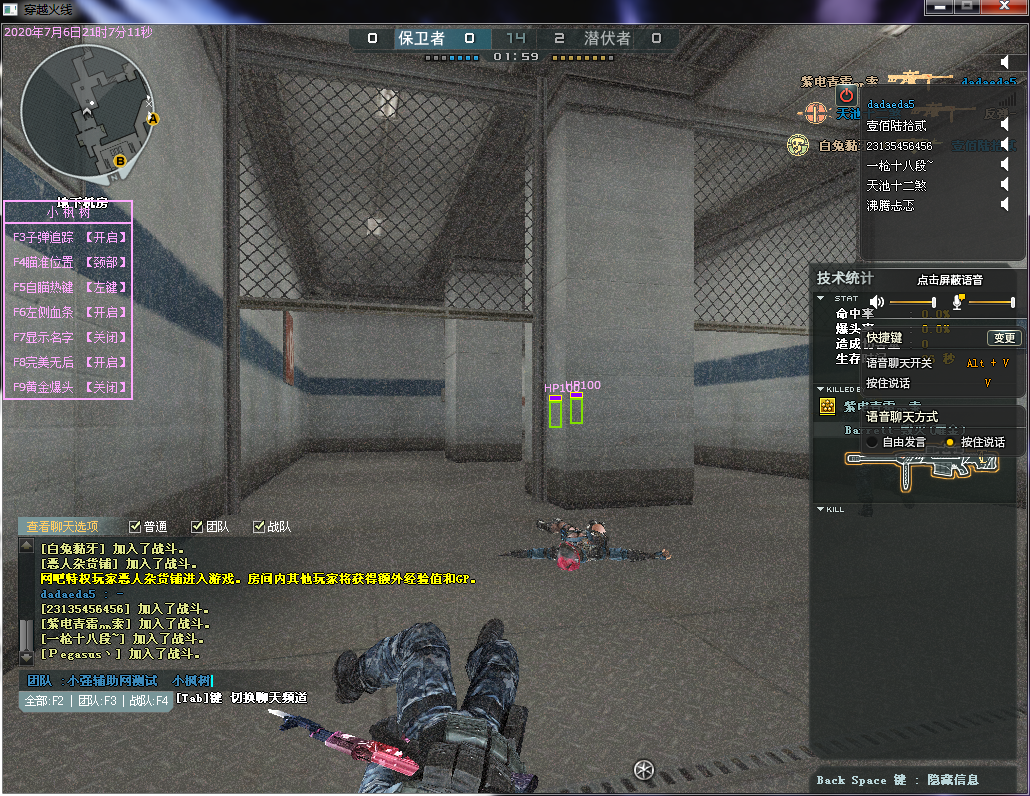 穿越火线
2020年7月6日21时7分11秒
0 保卫者 0 14 2 潜伏者 0
01:59
A
B
N
地下机房
小 枫 树
F3子弹追踪 【开启】
F4瞄准位置 【颈部】
F5自瞄热键 【左键】
F6左侧血条 【开启】
F7显示名字 【关闭】
F8完美无后 【开启】
F9黄金爆头 【关闭】
dadaeda5
天池
白兔黏
dadaeda5
壹佰陆拾贰
23135456456
一枪十八段~
天池十二煞
沸腾忐忑
技术统计 点击屏蔽语音
STAT
命中率 : 0 0%
爆头率 : 0 0%
造成
生存 秒
快捷键 变更
语音聊天开关 Alt + V
按住说话 V
KILLED B
语音聊天方式
自由发言 按住说话
KILL
HP100 HP100
查看聊天选项 普通 团队 战队
[白兔黏牙] 加入了战斗。
[恶人杂货铺] 加入了战斗。
网吧特权玩家恶人杂货铺进入游戏。房间内其他玩家将获得额外经验值和GP。
dadaeda5 : -
[23135456456] 加入了战斗。
[紫电青霜灬索] 加入了战斗。
[一枪十八段~] 加入了战斗。
[Pegasus丶] 加入了战斗。
团队 :小强辅助网测试 小枫树
全部:F2 | 团队:F3 | 战队:F4 [Tab]键 切换聊天频道
Back Space 键 : 隐藏信息